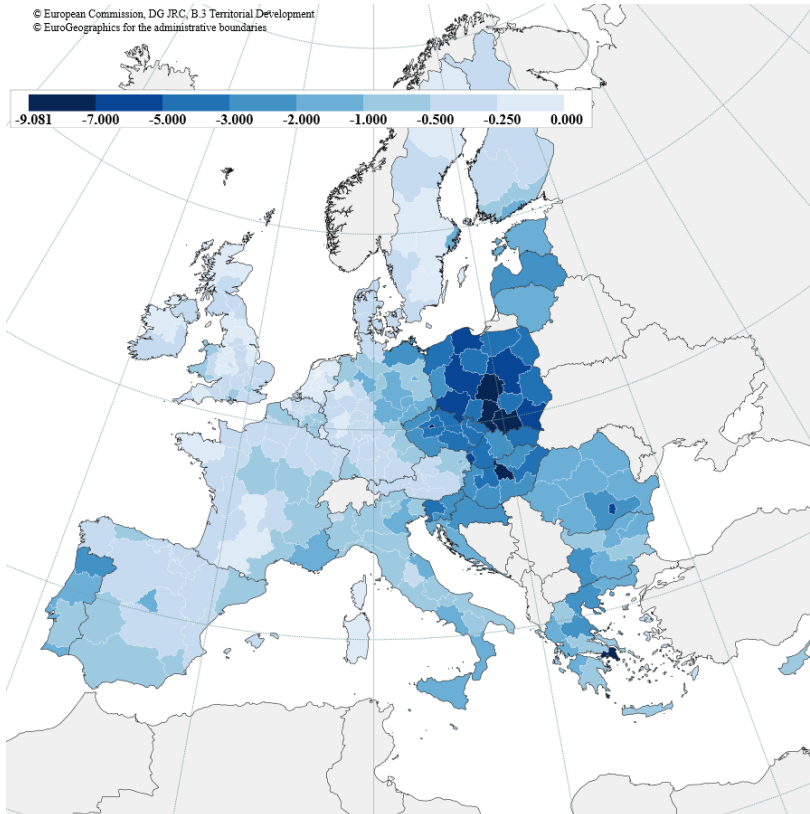 © European Commission, DG JRC, B.3 Territorial Development
© EuroGeographics for the administrative boundaries
-9.081 -7.000 -5.000 -3.000 -2.000 -1.000 -0.500 -0.250 0.000